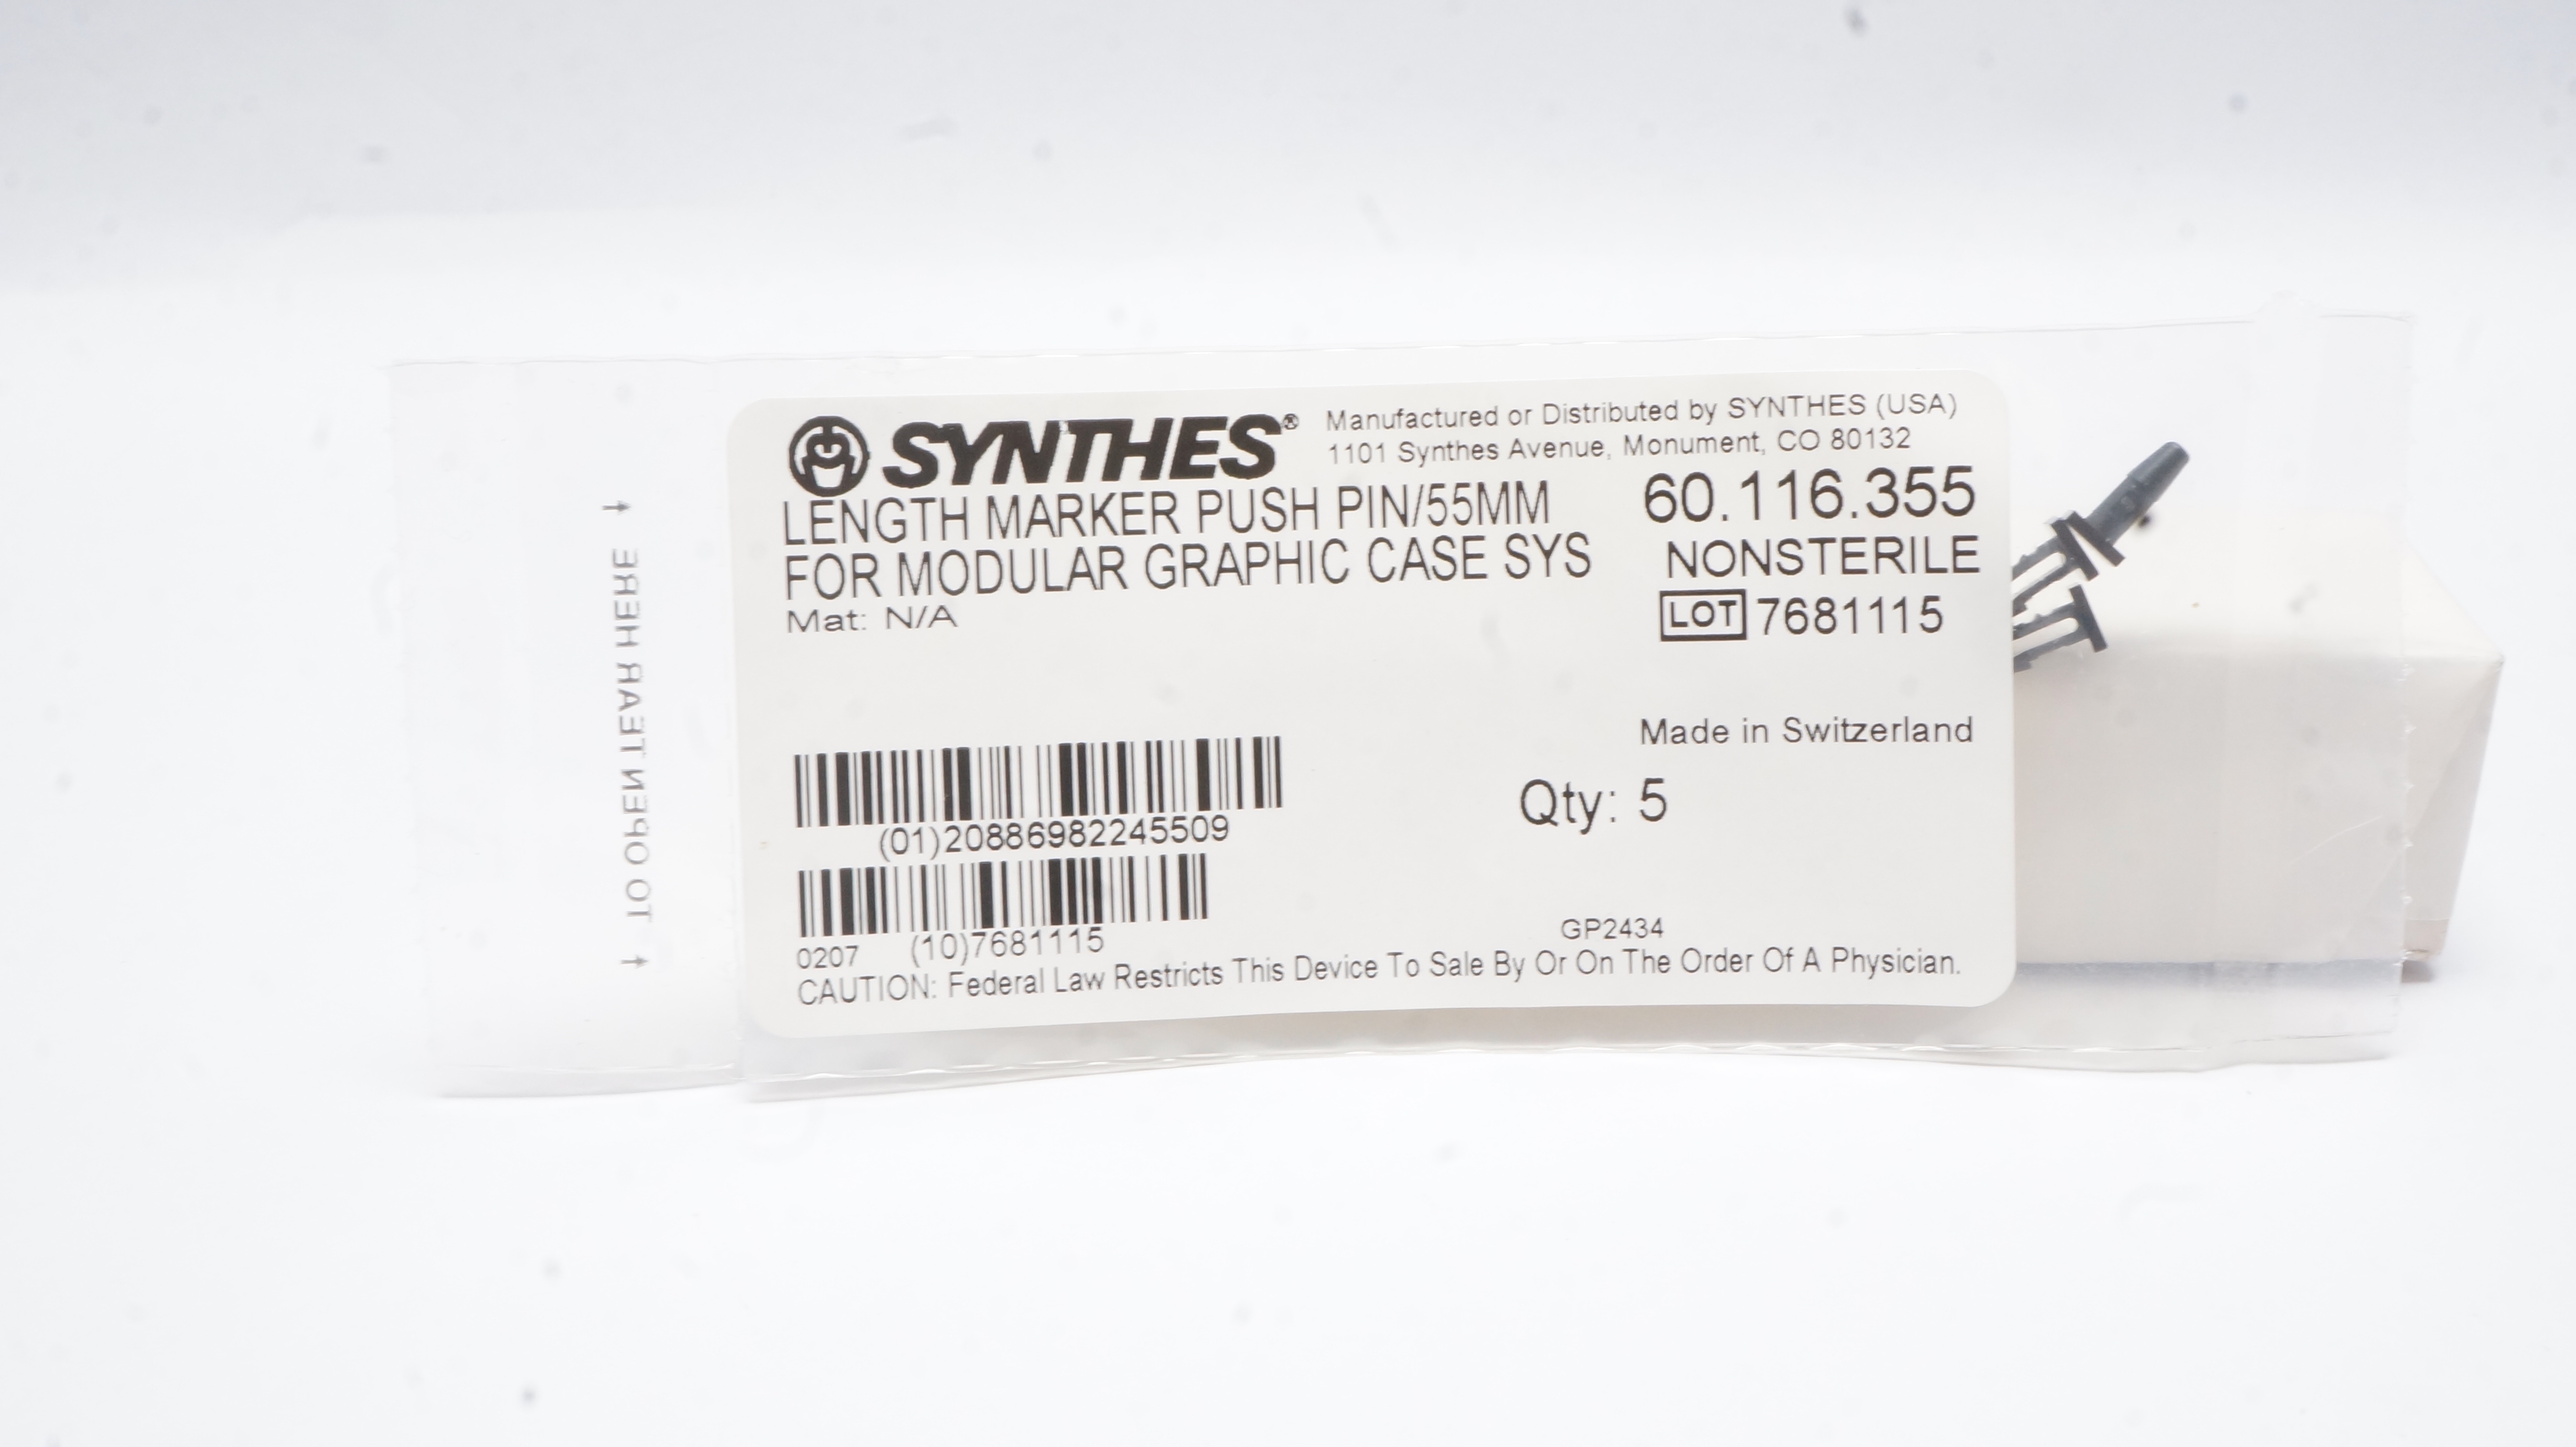 SYNTHES®
Manufactured or Distributed by SYNTHES (USA)
1101 Synthes Avenue, Monument, CO 80132
LENGTH MARKER PUSH PIN/55MM
FOR MODULAR GRAPHIC CASE SYS
Mat: N/A
60.116.355
NONSTERILE
LOT 7681115
Made in Switzerland
Qty: 5
(01)20886982245509
0207 (10)7681115
GP2434
CAUTION: Federal Law Restricts This Device To Sale By Or On The Order Of A Physician.
TO OPEN TEAR HERE